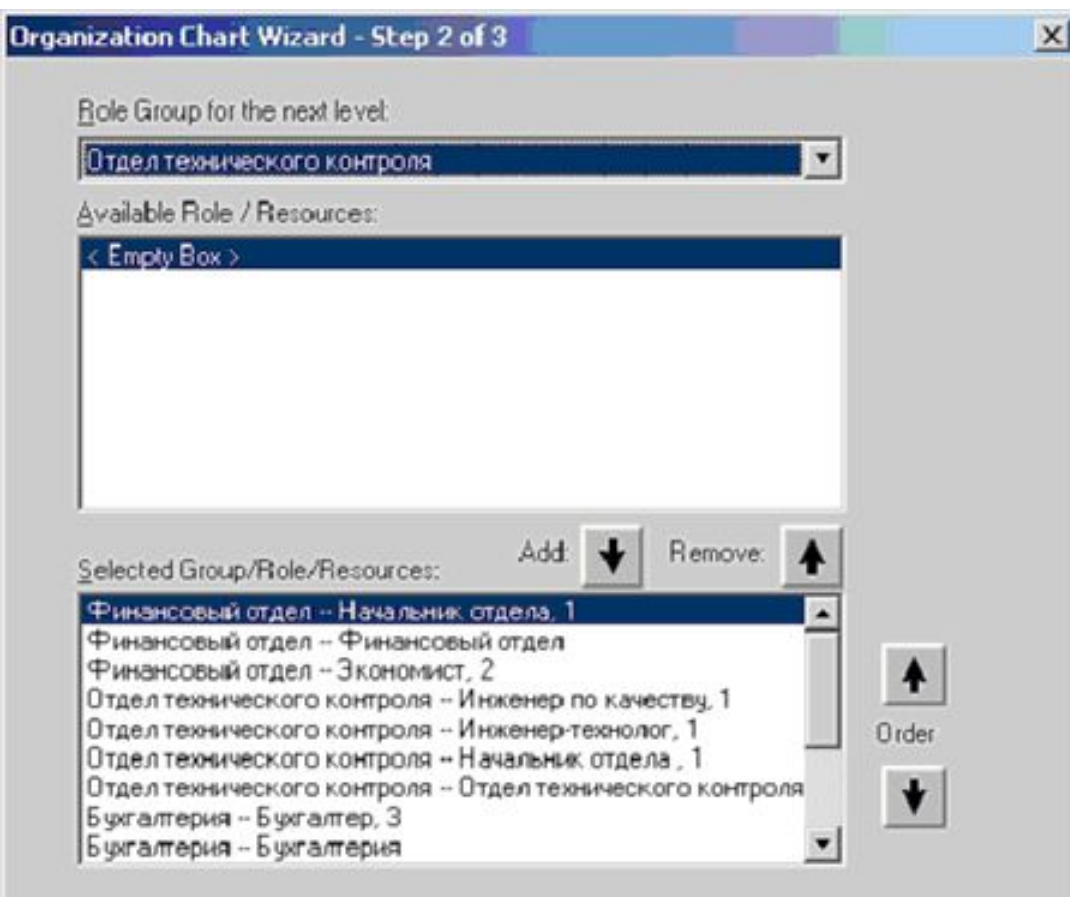 Organization Chart Wizard - Step 2 of 3
Role Group for the next level:
Отдел технического контроля
Available Role / Resources:
< Empty Box >
Add:
Remove:
Selected Group/Role/Resources:
Финансовый отдел -- Начальник отдела, 1
Финансовый отдел -- Финансовый отдел
Финансовый отдел -- Экономист, 2
Отдел технического контроля -- Инженер по качеству, 1
Отдел технического контроля -- Инженер-технолог, 1
Отдел технического контроля -- Начальник отдела , 1
Отдел технического контроля -- Отдел технического контроля
Бухгалтерия -- Бухгалтер, 3
Бухгалтерия -- Бухгалтерия
Order